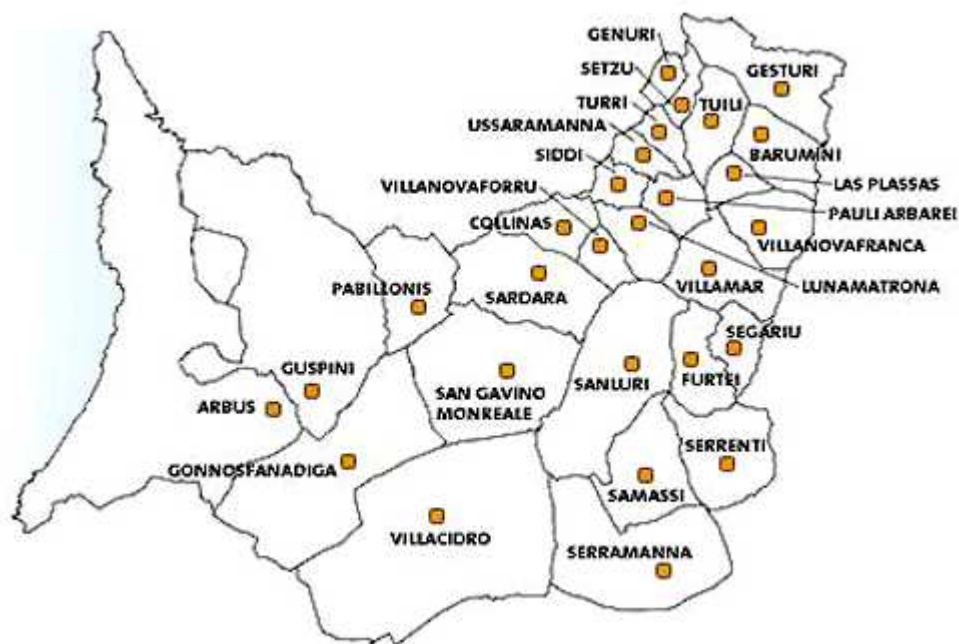 GENURI
SETZU
GESTURI
TURRI
TUILI
USSARAMANNA
SIDDI
BARUMINI
VILLANOVAFORRU
LAS PLASSAS
COLLINAS
PAULI ARBAREI
VILLANOVAFRANCA
PABILLONIS
SARDARA
VILLAMAR
LUNAMATRONA
SEGARIU
GUSPINI
SANLURI
FURTEI
ARBUS
SAN GAVINO
MONREALE
SERRENTI
GONNOSFANADIGA
SAMASSI
VILLACIDRO
SERRAMANNA